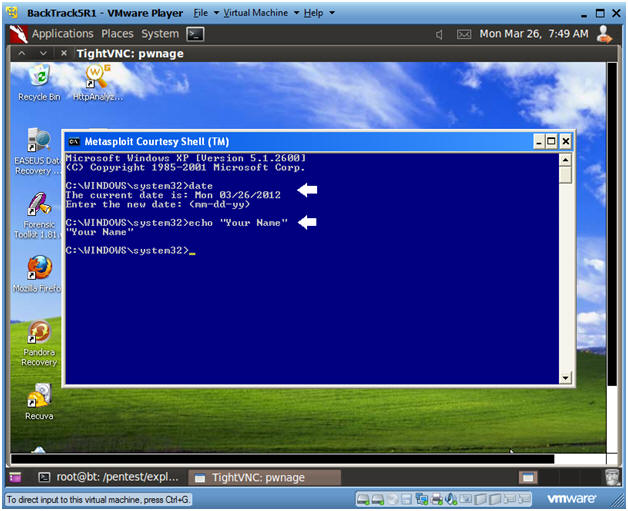 BackTrack5R1 - VMware Player File Virtual Machine Help
Applications Places System Mon Mar 26, 7:49 AM
TightVNC: pwnage
Recycle Bin
HttpAnalyz...
EASEUS Data
Recovery ...
Forensic
Toolkit 1.81...
Mozilla Firefo
Pandora
Recovery
Recuva
Metasploit Courtesy Shell (TM)
Microsoft Windows XP [Version 5.1.2600]
(C) Copyright 1985-2001 Microsoft Corp.
C:\WINDOWS\system32>date
The current date is: Mon 03/26/2012
Enter the new date: (mm-dd-yy)
C:\WINDOWS\system32>echo "Your Name"
"Your Name"
C:\WINDOWS\system32>_
root@bt: /pentest/expl...
TightVNC: pwnage
To direct input to this virtual machine, press Ctrl+G.
vmware